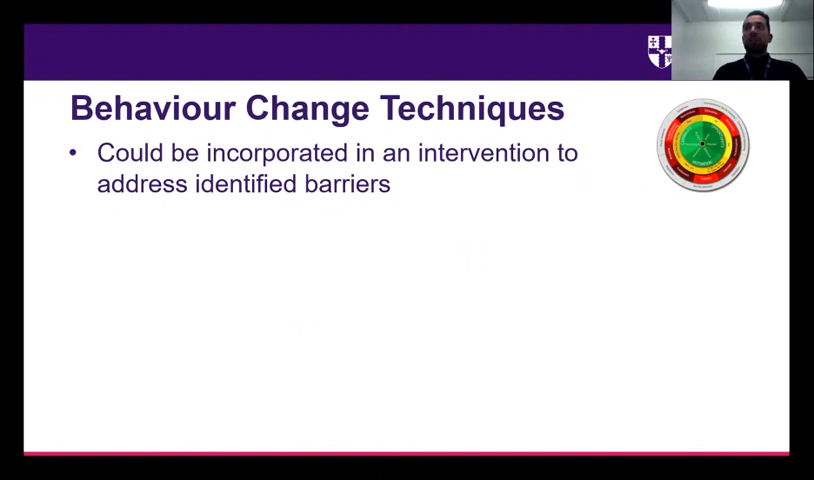 Behaviour Change Techniques
• Could be incorporated in an intervention to
address identified barriers